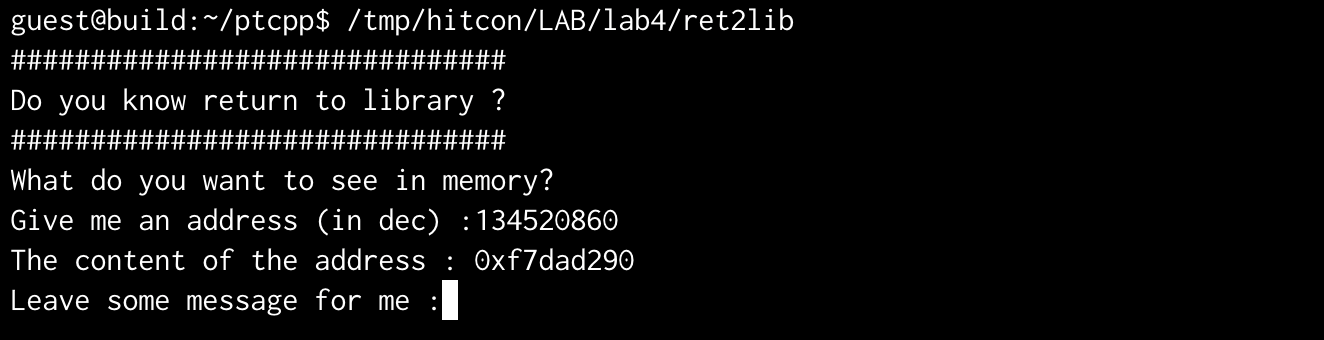 guest@build:~/ptcpp$ /tmp/hitcon/LAB/lab4/ret2lib
###############################
Do you know return to library ?
###############################
What do you want to see in memory?
Give me an address (in dec) :134520860
The content of the address : 0xf7dad290
Leave some message for me :